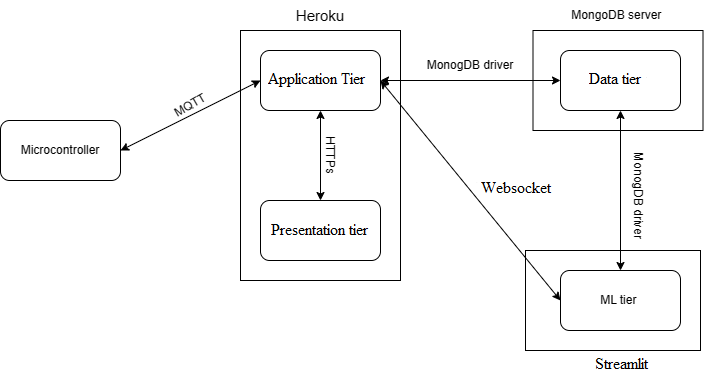 Heroku
MongoDB server
Application Tier
MonogDB driver
Data tier
MQTT
Microcontroller
HTTPs
MonogDB driver
Websocket
Presentation tier
ML tier
Streamlit